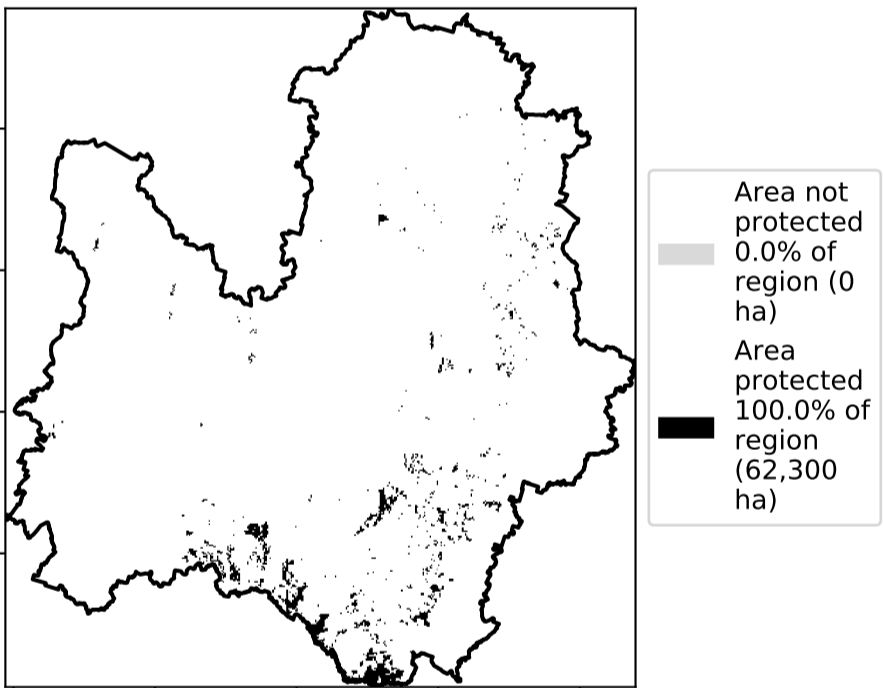 Area not
protected
0.0% of
region (0
ha)
Area
protected
100.0% of
region
(62,300
ha)